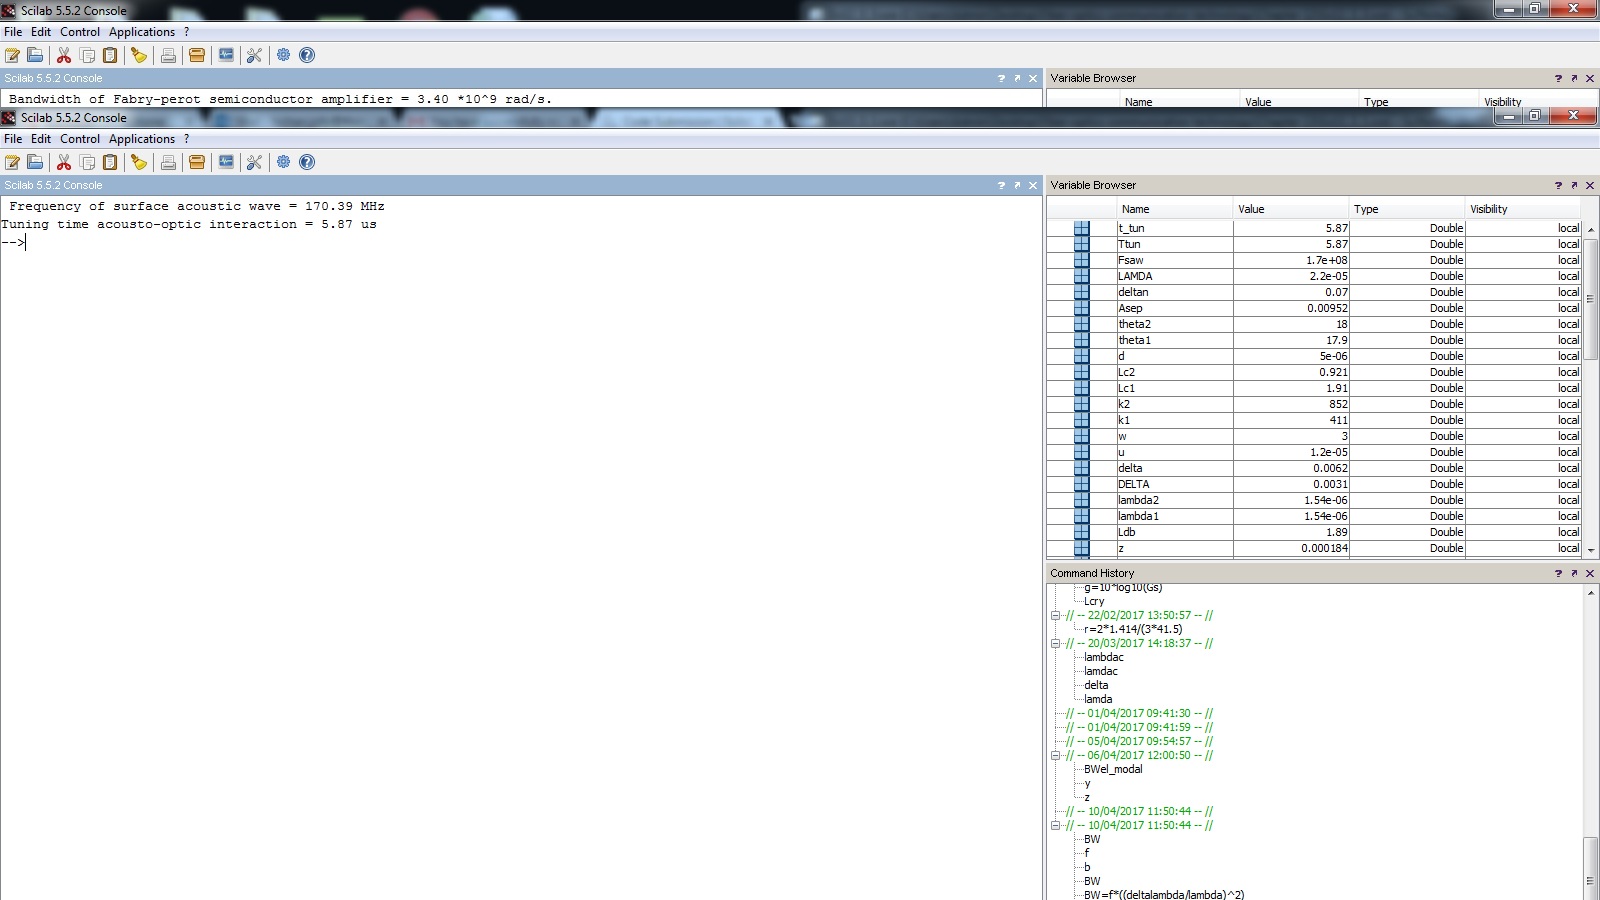 Scilab 5.5.2 Console
File Edit Control Applications ?
Scilab 5.5.2 Console
Variable Browser
Bandwidth of Fabry-perot semiconductor amplifier = 3.40 *10^9 rad/s.
Name Value Type Visibility
Scilab 5.5.2 Console
File Edit Control Applications ?
Scilab 5.5.2 Console
Frequency of surface acoustic wave = 170.39 MHz
Tuning time acousto-optic interaction = 5.87 us
-->
Variable Browser
Name Value Type Visibility
t_tun 5.87 Double local
Ttun 5.87 Double local
Fsaw 1.7e+08 Double local
LAMDA 2.2e-05 Double local
deltan 0.07 Double local
Asep 0.00952 Double local
theta2 18 Double local
theta1 17.9 Double local
d 5e-06 Double local
Lc2 0.921 Double local
Lc1 1.91 Double local
k2 852 Double local
k1 411 Double local
w 3 Double local
u 1.2e-05 Double local
delta 0.0062 Double local
DELTA 0.0031 Double local
lambda2 1.54e-06 Double local
lambda1 1.54e-06 Double local
Ldb 1.89 Double local
z 0.000184 Double local
Command History
g=10*log10(Gs)
Lcry
// -- 22/02/2017 13:50:57 -- //
r=2*1.414/(3*41.5)
// -- 20/03/2017 14:18:37 -- //
lambdac
lamdac
delta
lamda
// -- 01/04/2017 09:41:30 -- //
// -- 01/04/2017 09:41:59 -- //
// -- 05/04/2017 09:54:57 -- //
// -- 06/04/2017 12:00:50 -- //
BWel_modal
y
z
// -- 10/04/2017 11:50:44 -- //
// -- 10/04/2017 11:50:44 -- //
BW
f
b
BW
BW=f*((deltalambda/lambda)^2)